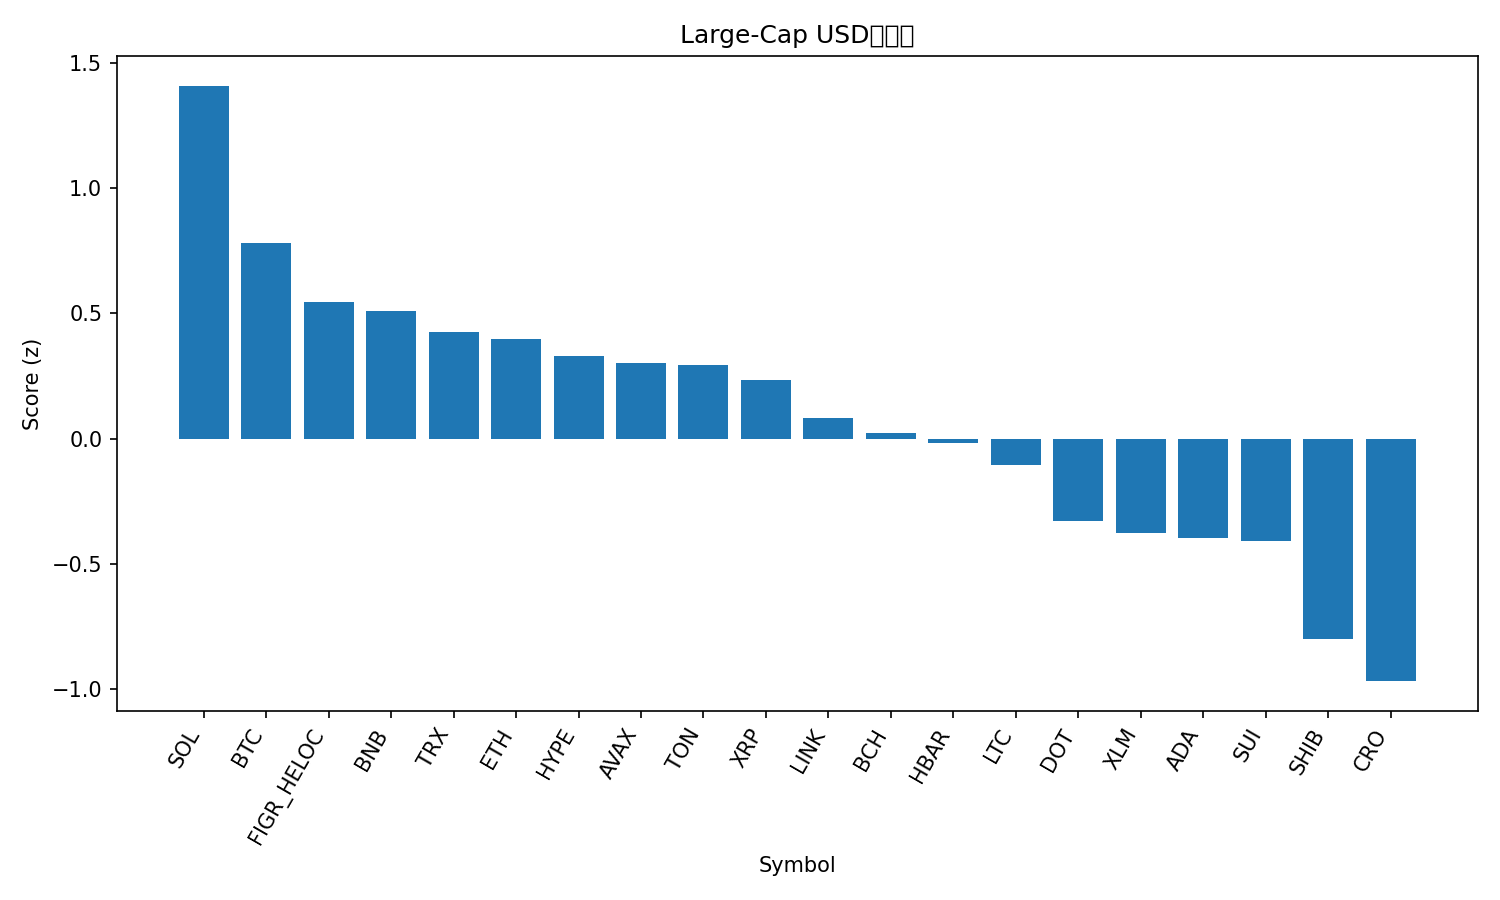 Large-Cap USD
Score (z)
1.5
1.0
0.5
0.0
−0.5
−1.0
SOL
BTC
FIGR_HELOC
BNB
TRX
ETH
HYPE
AVAX
TON
XRP
LINK
BCH
HBAR
LTC
DOT
XLM
ADA
SUI
SHIB
CRO
Symbol